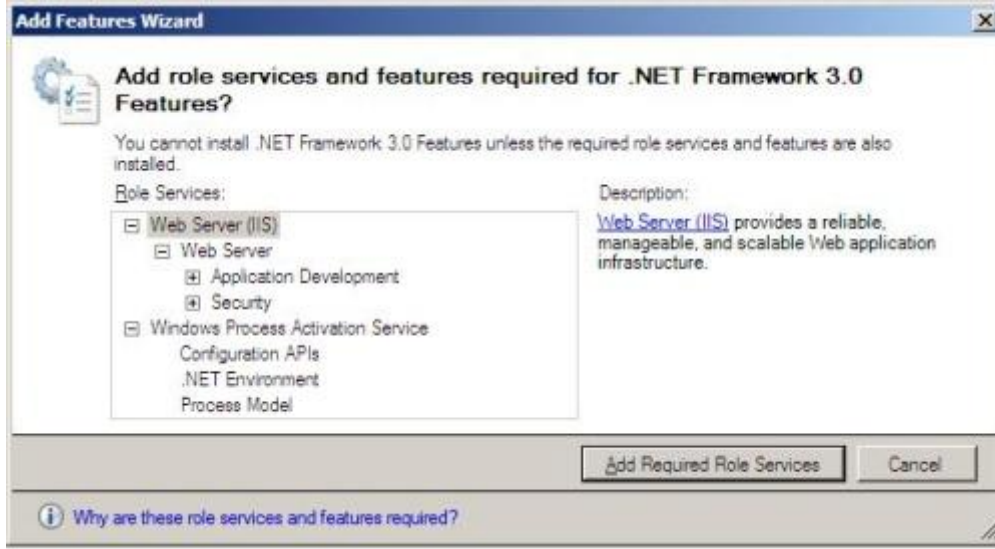 Add Features Wizard
Add role services and features required for .NET Framework 3.0
Features?
You cannot install .NET Framework 3.0 Features unless the required role services and features are also
installed.
Role Services:
Description:
Web Server (IIS)
Web Server
Application Development
Security
Windows Process Activation Service
Configuration APIs
.NET Environment
Process Model
Web Server (IIS) provides a reliable,
manageable, and scalable Web application
infrastructure.
Add Required Role Services
Cancel
Why are these role services and features required?